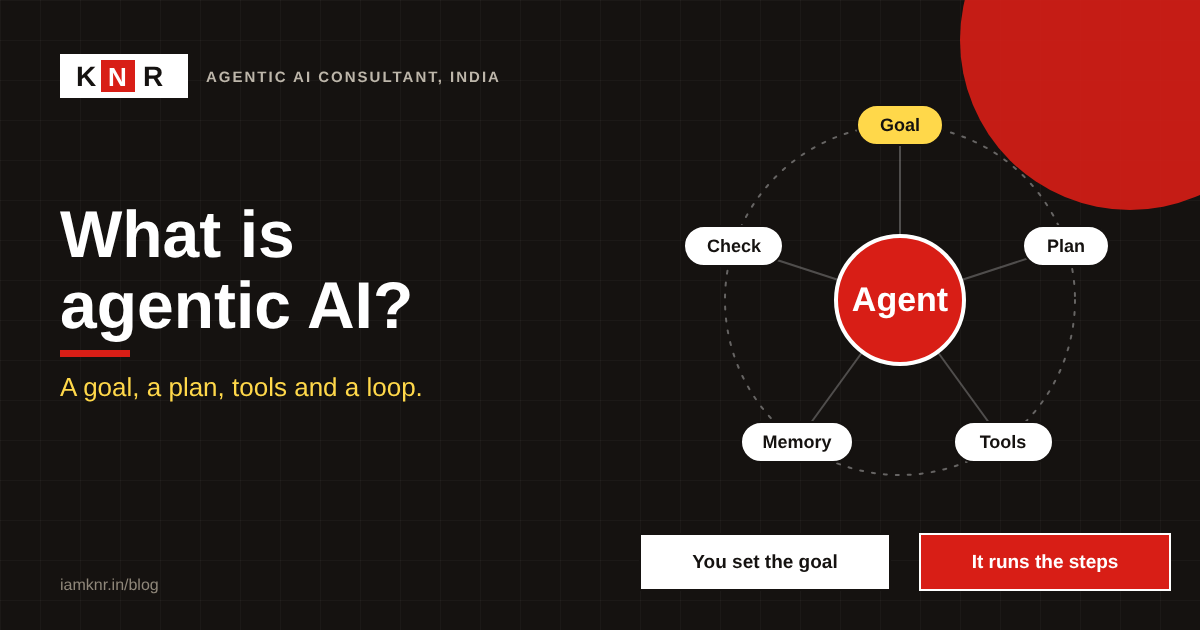 KNR
AGENTIC AI CONSULTANT, INDIA
What is
agentic AI?
A goal, a plan, tools and a loop.
Goal
Check
Plan
Agent
Memory
Tools
You set the goal
It runs the steps
iamknr.in/blog